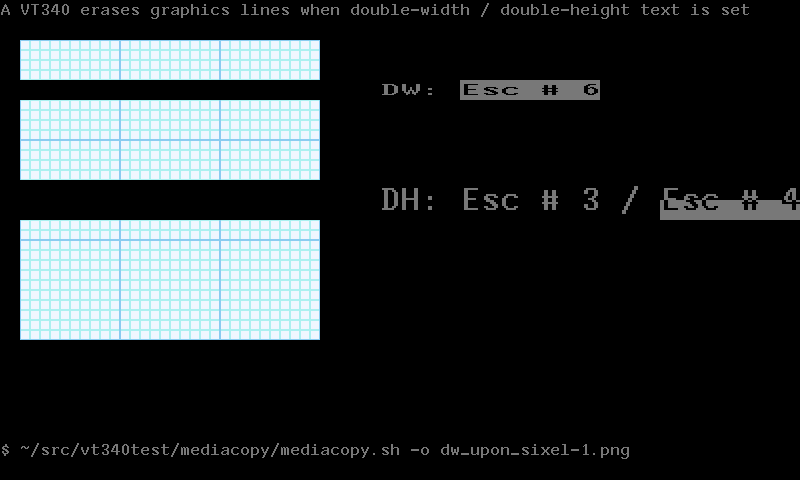 A VT340 erases graphics lines when double-width / double-height text is set
DW: Esc # 6
DH: Esc # 3 / Esc # 4
$ ~/src/vt340test/mediacopy/mediacopy.sh -o dw_upon_sixel-1.png